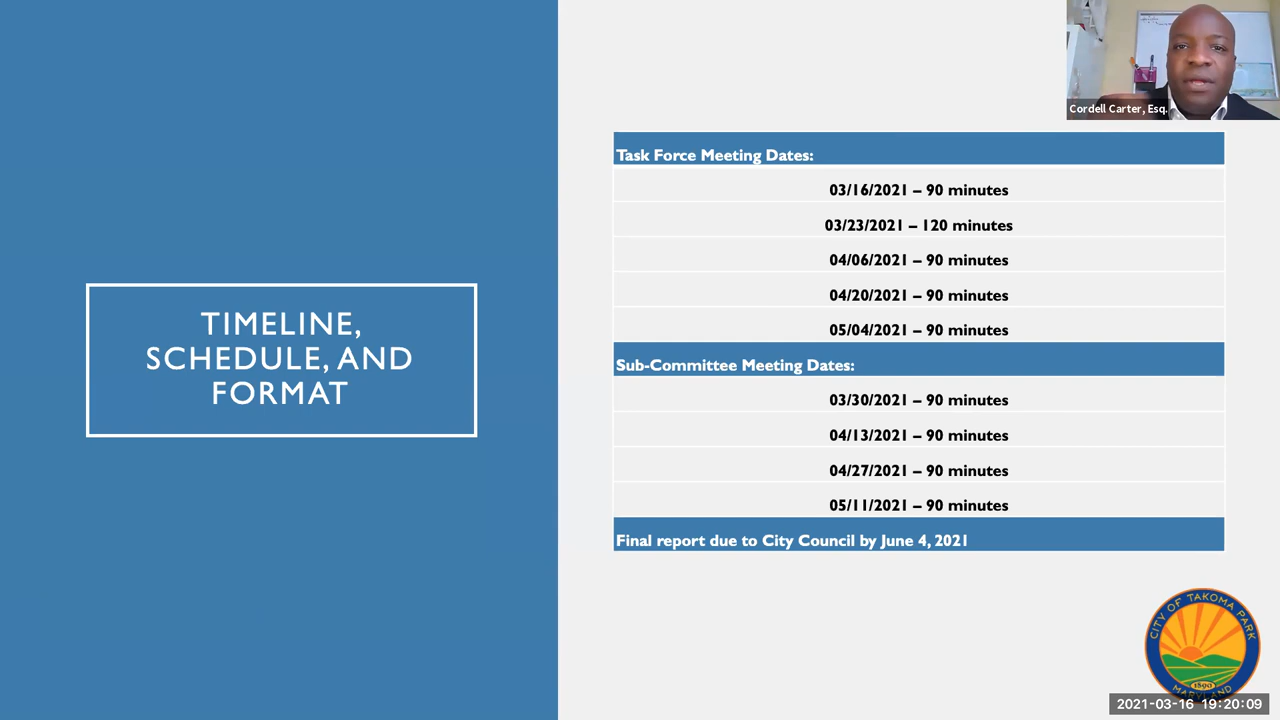 Cordell Carter, Esq.
TIMELINE,
SCHEDULE, AND
FORMAT
Task Force Meeting Dates:
03/16/2021 – 90 minutes
03/23/2021 – 120 minutes
04/06/2021 – 90 minutes
04/20/2021 – 90 minutes
05/04/2021 – 90 minutes
Sub-Committee Meeting Dates:
03/30/2021 – 90 minutes
04/13/2021 – 90 minutes
04/27/2021 – 90 minutes
05/11/2021 – 90 minutes
Final report due to City Council by June 4, 2021
CITY OF TAKOMA PARK
1890
MARYLAND
2021-03-16 19:20:09